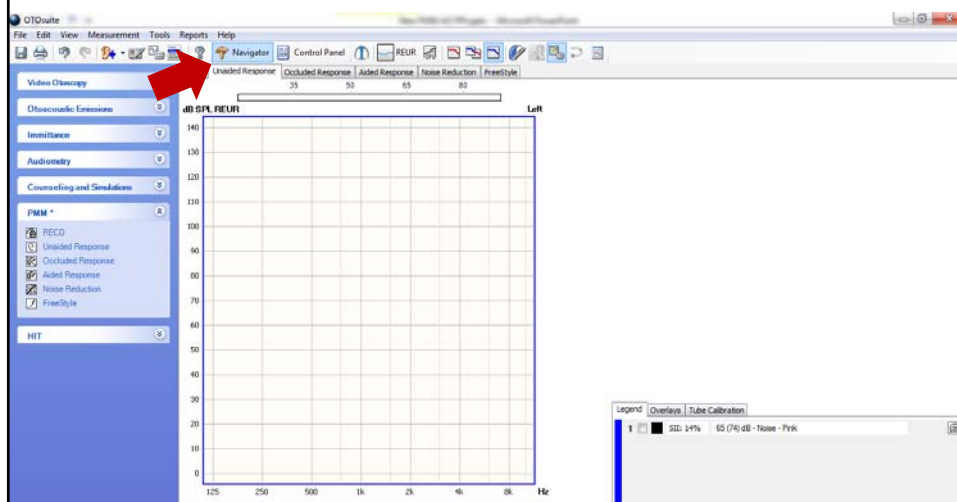 OTOsuite
File Edit View Measurement Tools Reports Help
Navigator Control Panel REUR
Unaided Response Occluded Response Aided Response Noise Reduction FreeStyle
35 50 65 80
dB SPL REUR Left
Video Otoscopy
Otoacoustic Emissions
Immittance
Audiometry
Counseling and Simulations
PMM *
RECD
Unaided Response
Occluded Response
Aided Response
Noise Reduction
FreeStyle
HIT
140
130
120
110
100
90
80
70
60
50
40
30
20
10
0
125 250 500 1k 2k 4k 8k Hz
Legend Overlays Tube Calibration
1 SII: 14% 65 (74) dB - Noise - Pink